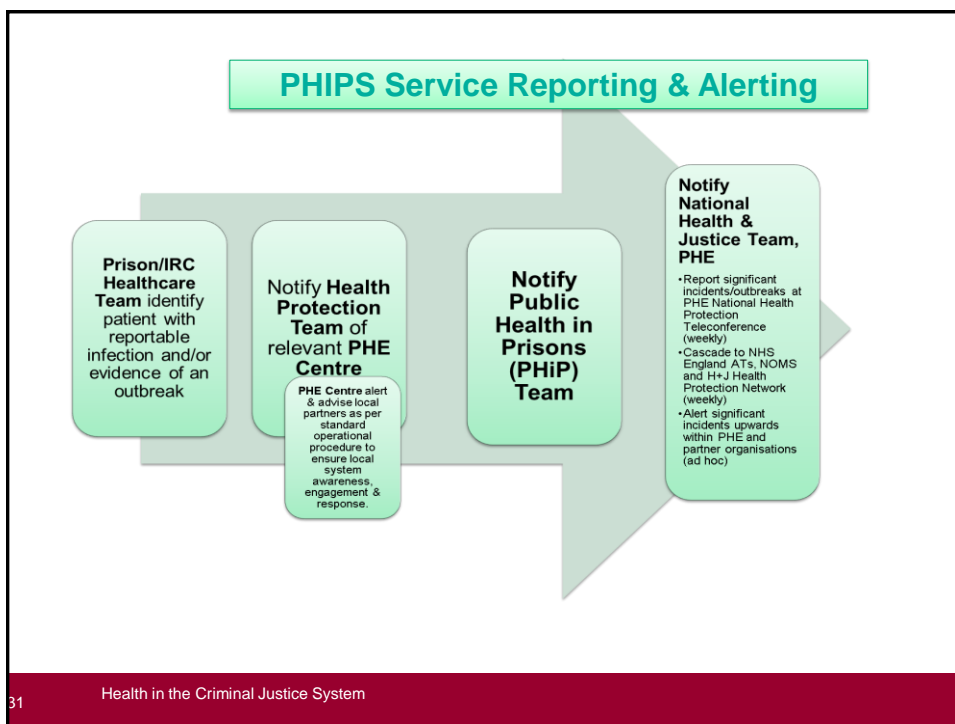 PHIPS Service Reporting & Alerting
Prison/IRC
Healthcare
Team identify
patient with
reportable
infection and/or
evidence of an
outbreak
Notify Health
Protection
Team of
relevant PHE
Centre
PHE Centre alert
& advise local
partners as per
standard
operational
procedure to
ensure local
system
awareness,
engagement &
response.
Notify
Public
Health in
Prisons
(PHiP)
Team
Notify
National
Health &
Justice Team,
PHE
•Report significant
incidents/outbreaks at
PHE National Health
Protection
Teleconference
(weekly)
•Cascade to NHS
England ATs, NOMS
and H+J Health
Protection Network
(weekly)
•Alert significant
incidents upwards
within PHE and
partner organisations
(ad hoc)
31
Health in the Criminal Justice System